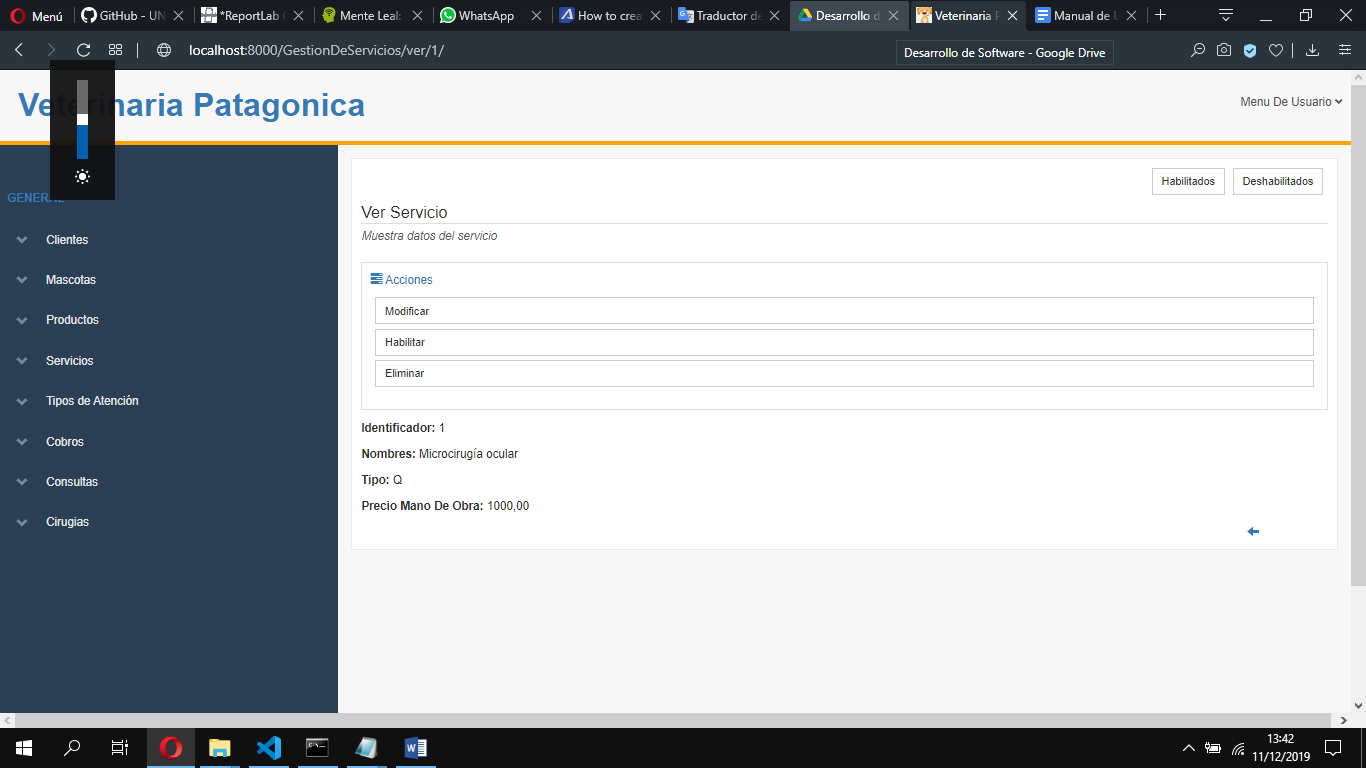 Menú
GitHub - UN
*ReportLab
Mente Leal
WhatsApp
How to crea
Traductor de
Desarrollo d
Veterinaria P
Manual de U
localhost:8000/GestionDeServicios/ver/1/
Desarrollo de Software - Google Drive
Veterinaria Patagonica
Menu De Usuario
GENERAL
Clientes
Mascotas
Productos
Servicios
Tipos de Atención
Cobros
Consultas
Cirugias
Habilitados
Deshabilitados
Ver Servicio
Muestra datos del servicio
Acciones
Modificar
Habilitar
Eliminar
Identificador: 1
Nombres: Microcirugía ocular
Tipo: Q
Precio Mano De Obra: 1000,00
13:42
11/12/2019